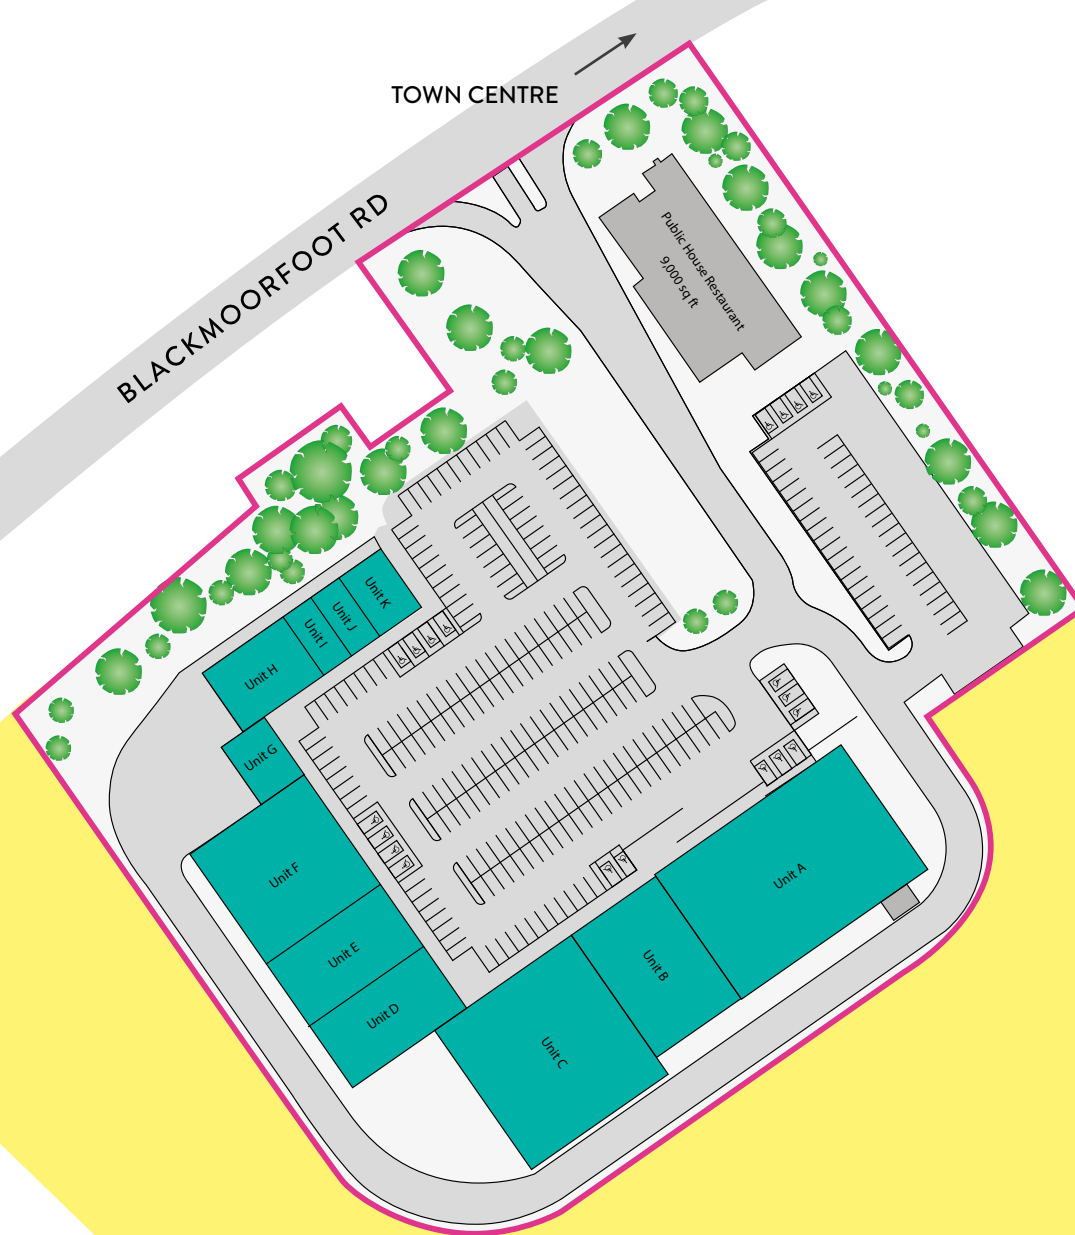 TOWN CENTRE
BLACKMOORFOOT RD
Public House Restaurant
9,000 sq ft
Unit K
Unit J
Unit I
Unit H
Unit G
Unit F
Unit E
Unit D
Unit A
Unit B
Unit C